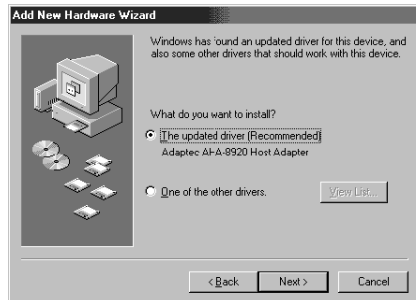 Add New Hardware Wizard
Windows has found an updated driver for this device, and
also some other drivers that should work with this device.
What do you want to install?
The updated driver (Recommended)
Adaptec AHA-8920 Host Adapter
One of the other drivers.
View List...
< Back
Next >
Cancel